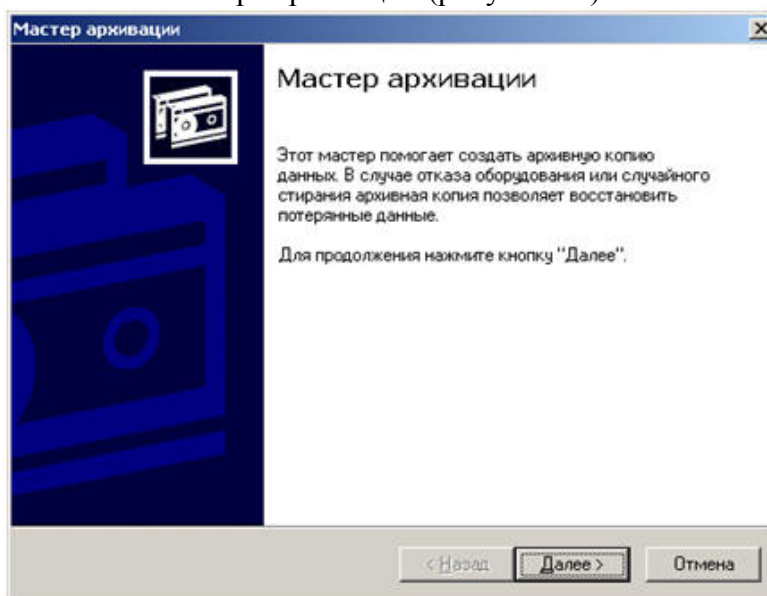 Мастер архивации
Мастер архивации
Этот мастер помогает создать архивную копию
данных. В случае отказа оборудования или случайного
стирания архивная копия позволяет восстановить
потерянные данные.
Для продолжения нажмите кнопку "Далее".
< Назад Далее > Отмена